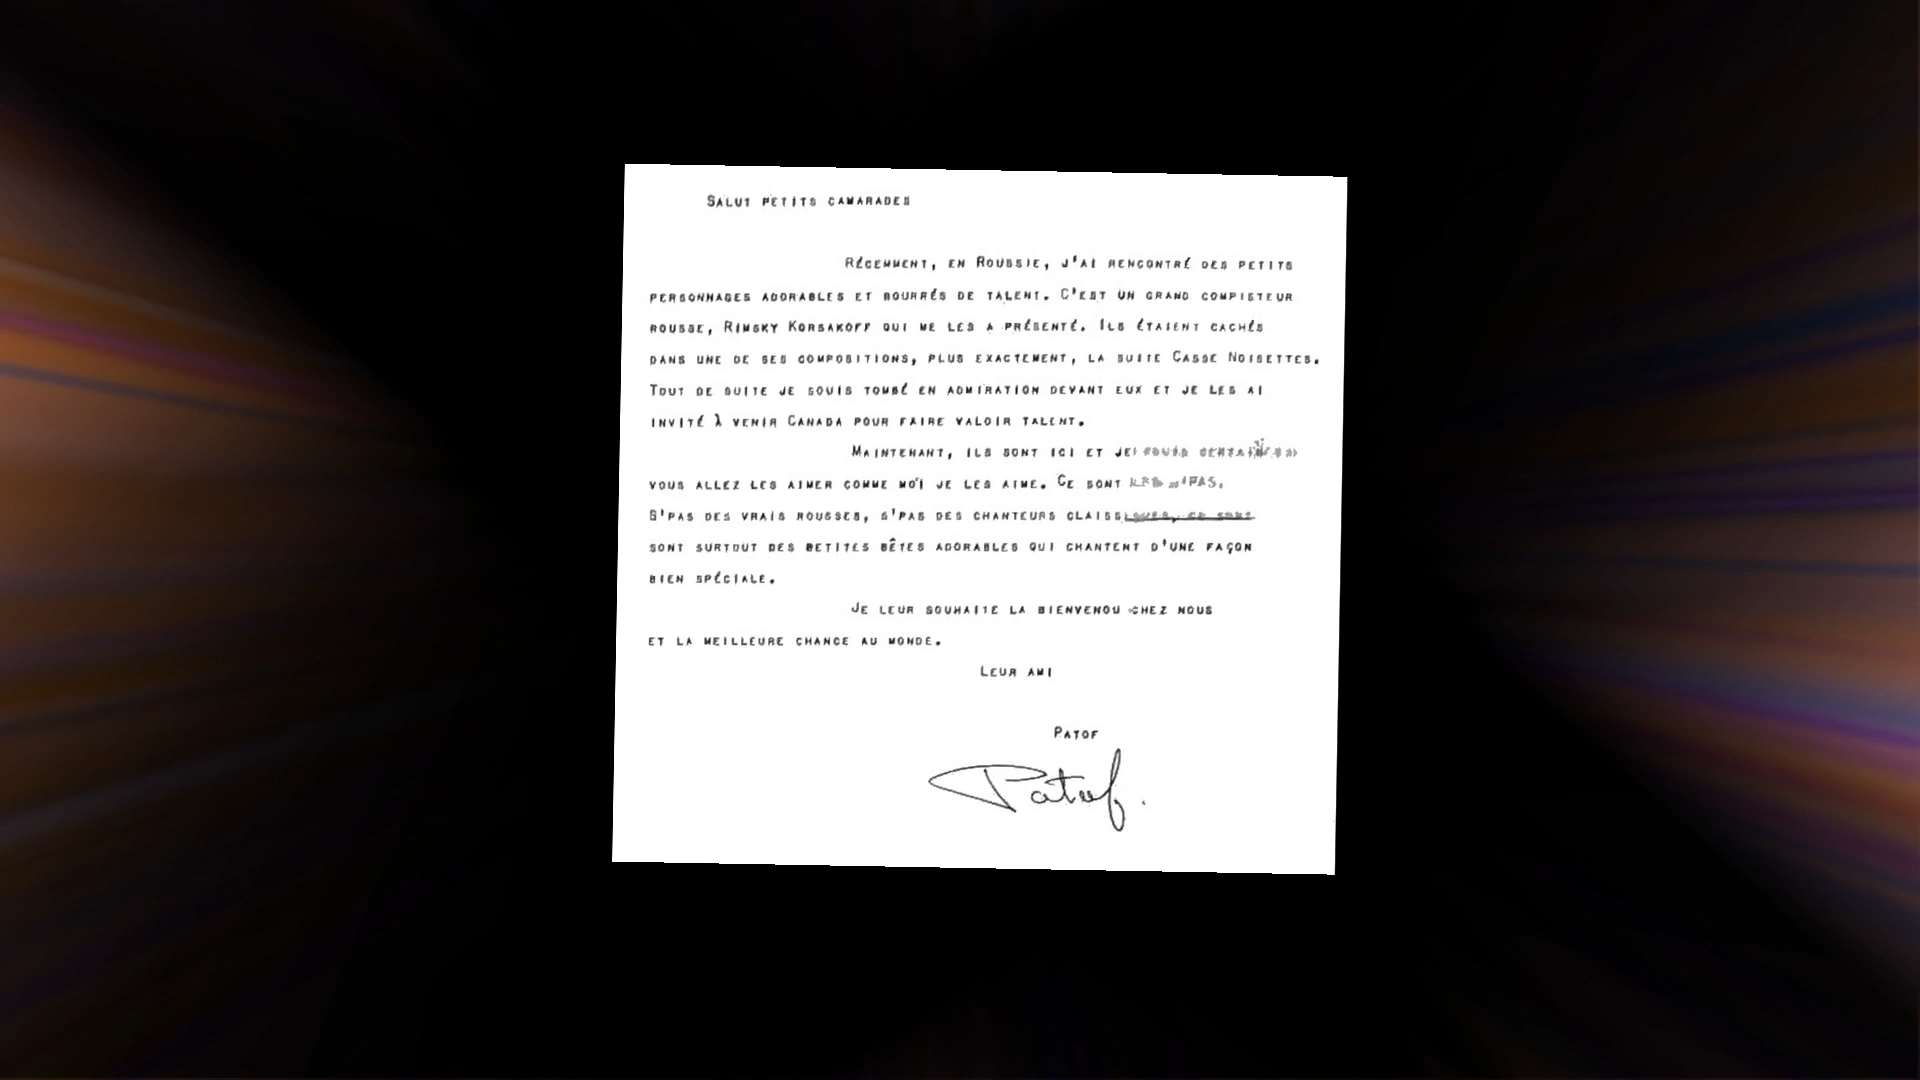 Salut petits camarades
Récemment, en Roussie, j'ai rencontré des petits
personnages adorables et bourrés de talent. C'est un grand compisteur
rousse, Rimsky Korsakoff qui me les a présenté. Ils étaient cachés
dans une de ses compositions, plus exactement, la suite Casse Noisettes.
Tout de suite je souis tombé en admiration devant eux et je les ai
invité à venir Canada pour faire valoir talent.
Maintenant, ils sont ici et je
vous allez les aimer comme moi je les aime. Ce sont
S'pas des vrais rousses, s'pas des chanteurs claiss
sont surtout des betites bêtes adorables qui chantent d'une façon
bien spéciale.
Je leur souhaite la bienvenou chez nous
et la meilleure chance au monde.
Leur ami
Patof
Patof.